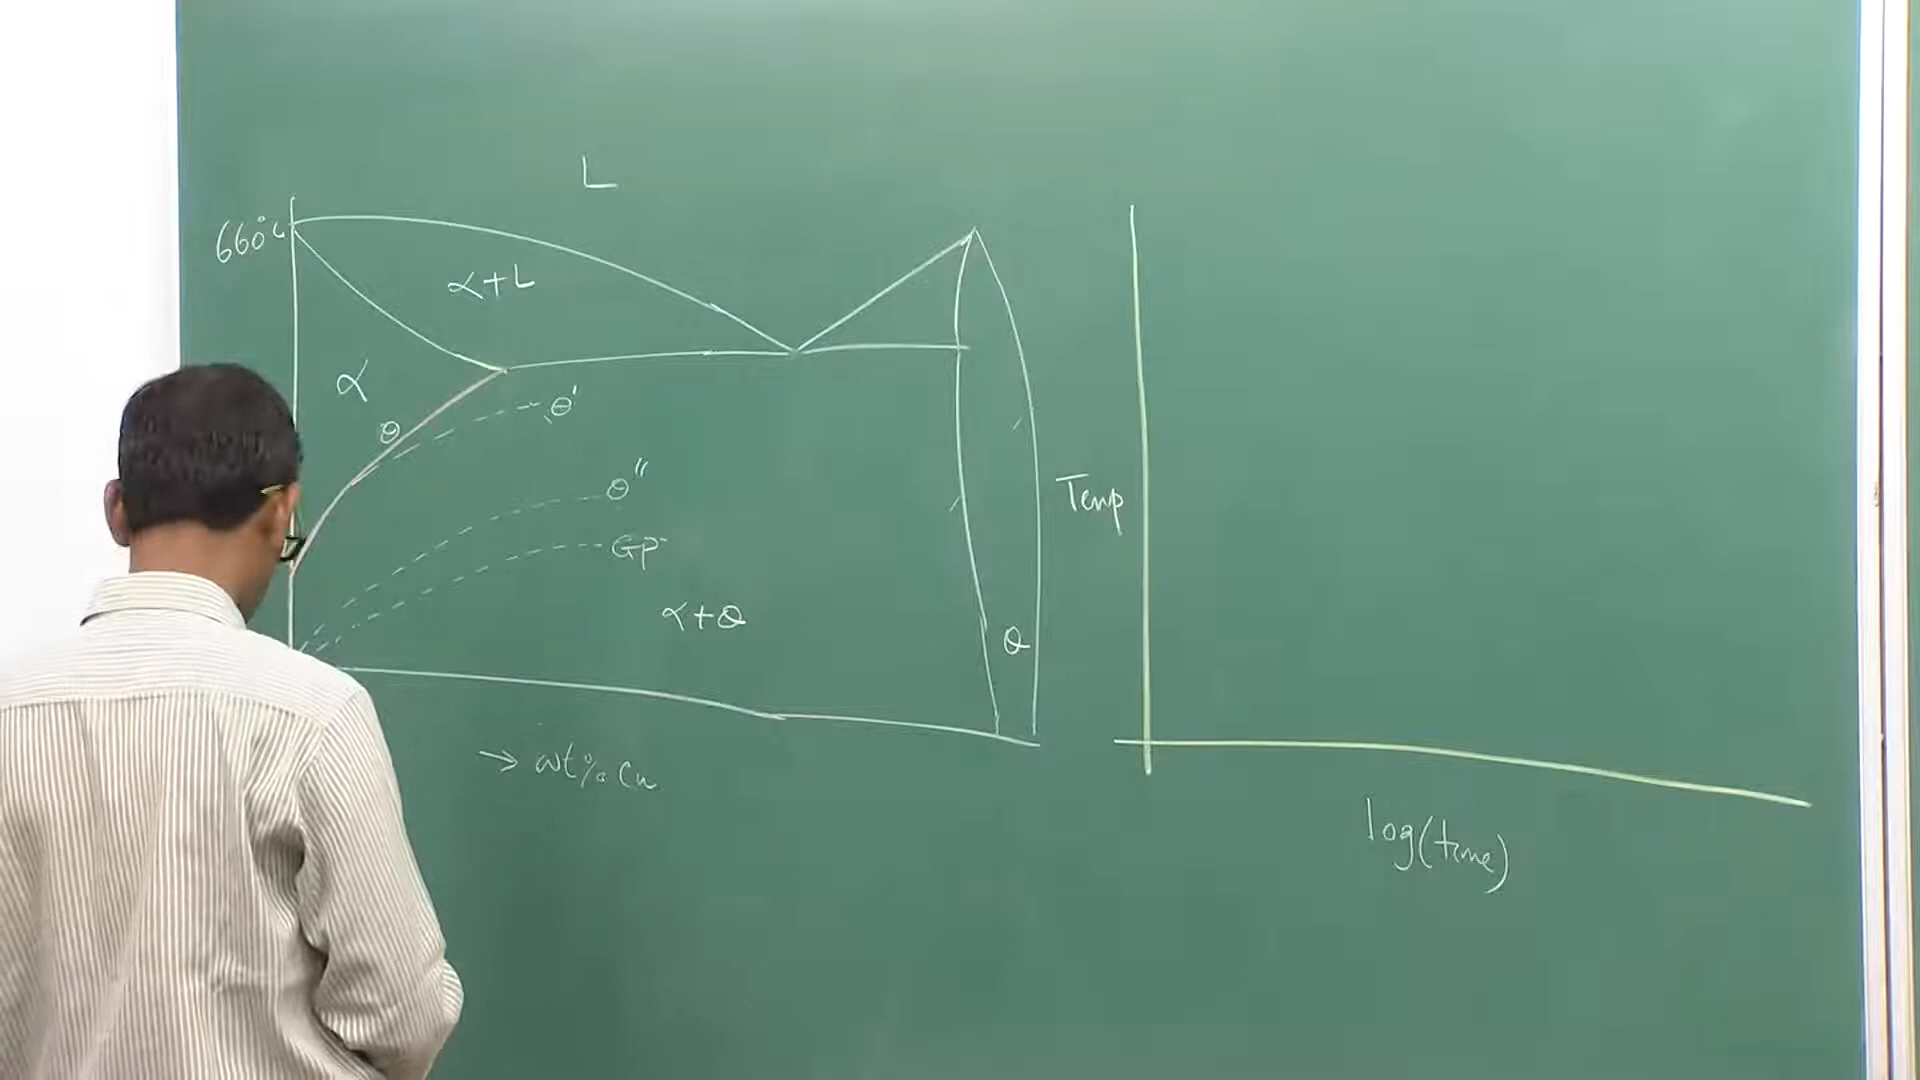 L
660°C
α+L
α
θ
θ'
θ"
GP
α+θ
θ
→ wt% Cu
Temp
log(time)